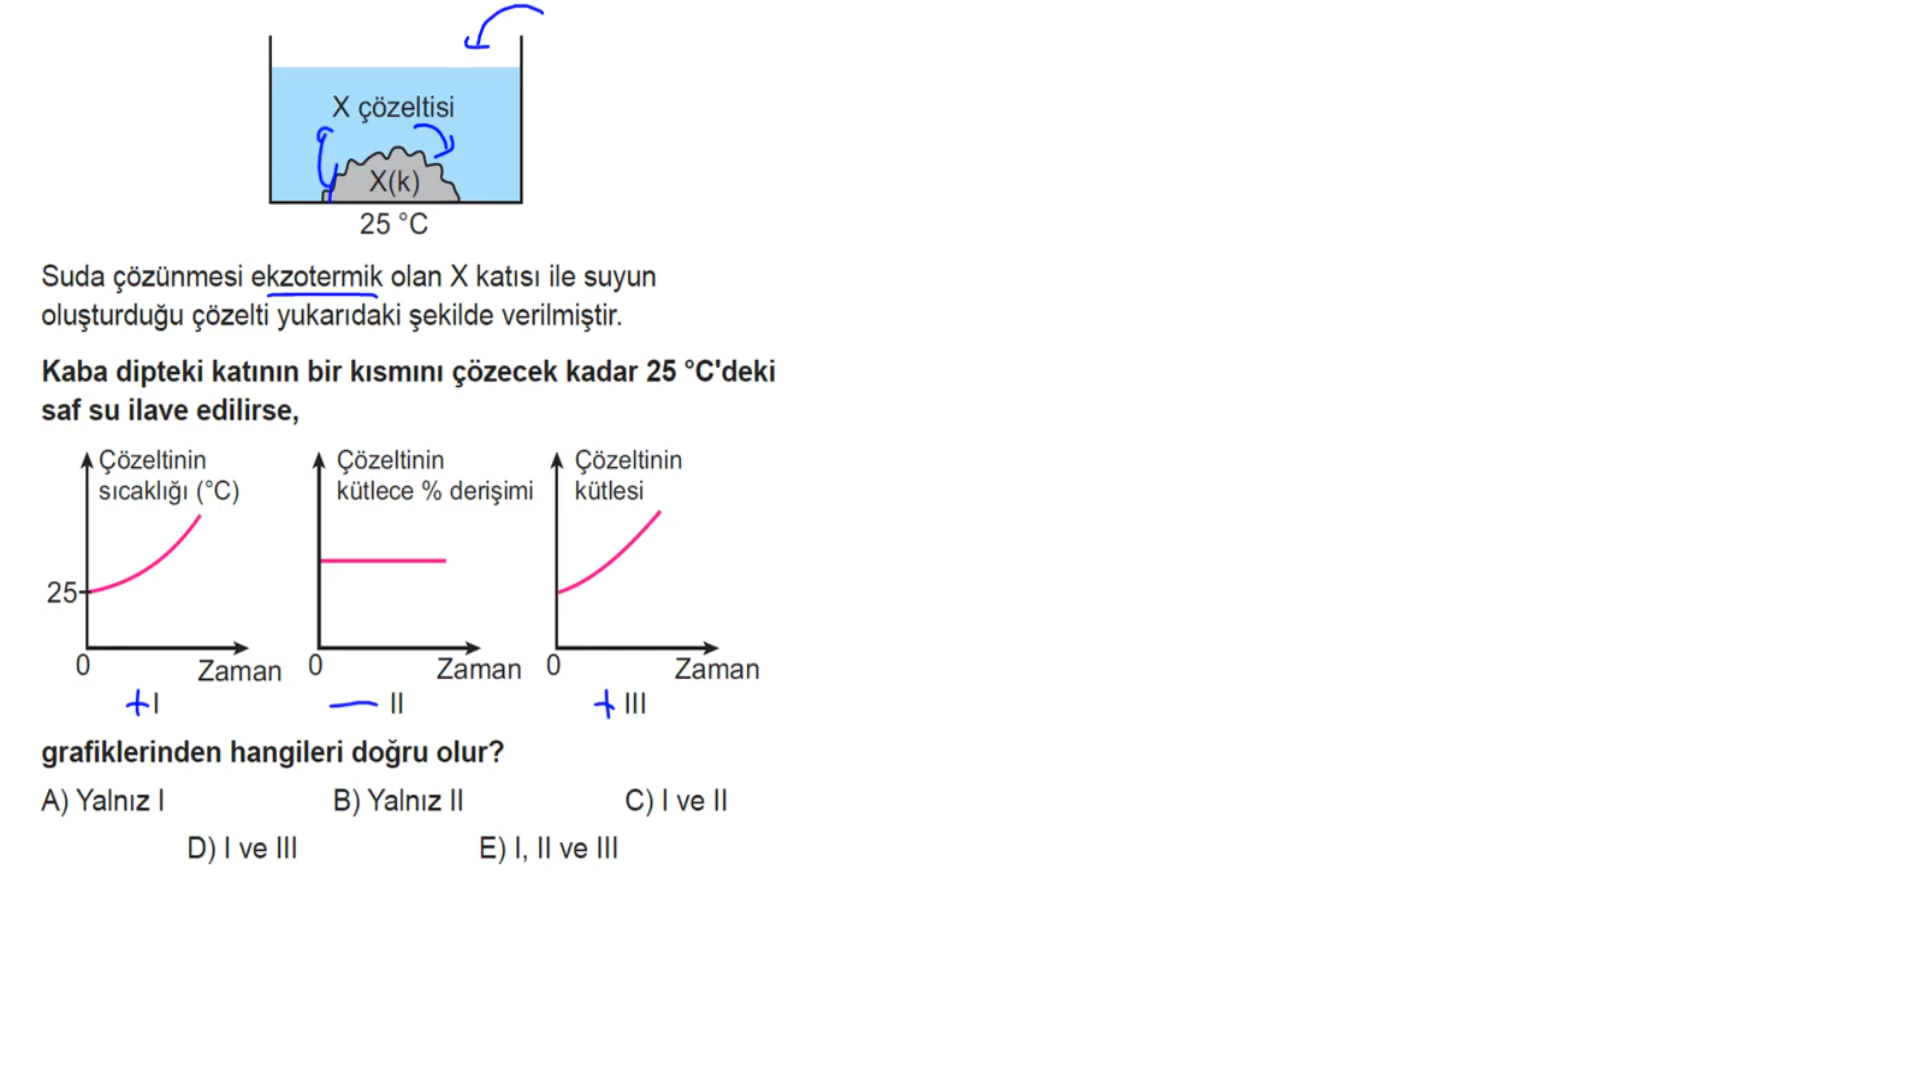 X çözeltisi
X(k)
25 °C
Suda çözünmesi ekzotermik olan X katısı ile suyun
oluşturduğu çözelti yukarıdaki şekilde verilmiştir.
Kaba dipteki katının bir kısmını çözecek kadar 25 °C'deki
saf su ilave edilirse,
Çözeltinin
sıcaklığı (°C)
25
0
Zaman
+ I
Çözeltinin
kütlece % derişimi
0
Zaman
— II
Çözeltinin
kütlesi
0
Zaman
+ III
grafiklerinden hangileri doğru olur?
A) Yalnız I B) Yalnız II C) I ve II
D) I ve III E) I, II ve III